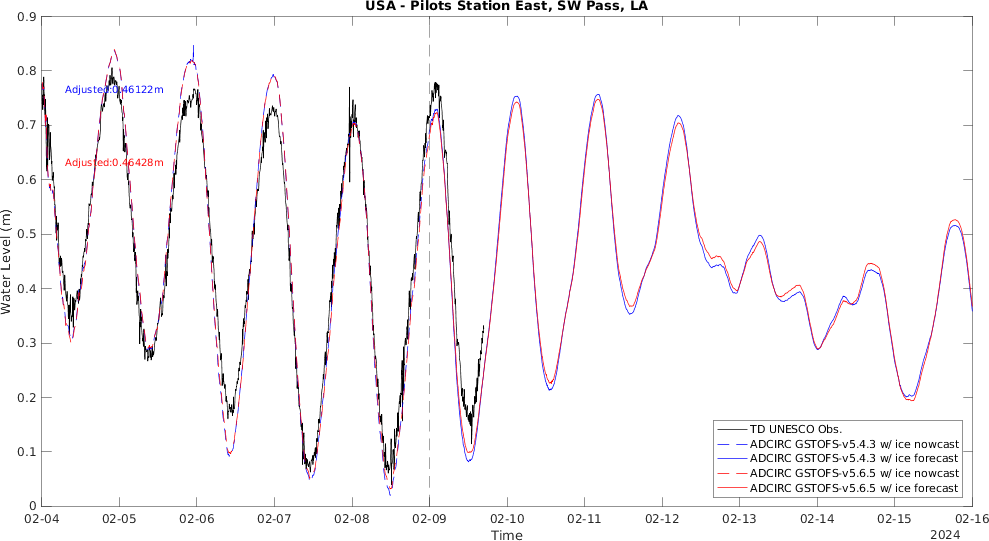 USA - Pilots Station East, SW Pass, LA
0.9
0.8
0.7
0.6
0.5
0.4
0.3
0.2
0.1
0
Water Level (m)
Adjusted:0.46122m
Adjusted:0.46428m
TD UNESCO Obs.
ADCIRC GSTOFS-v5.4.3 w/ ice nowcast
ADCIRC GSTOFS-v5.4.3 w/ ice forecast
ADCIRC GSTOFS-v5.6.5 w/ ice nowcast
ADCIRC GSTOFS-v5.6.5 w/ ice forecast
02-04 02-05 02-06 02-07 02-08 02-09 02-10 02-11 02-12 02-13 02-14 02-15 02-16
Time
2024